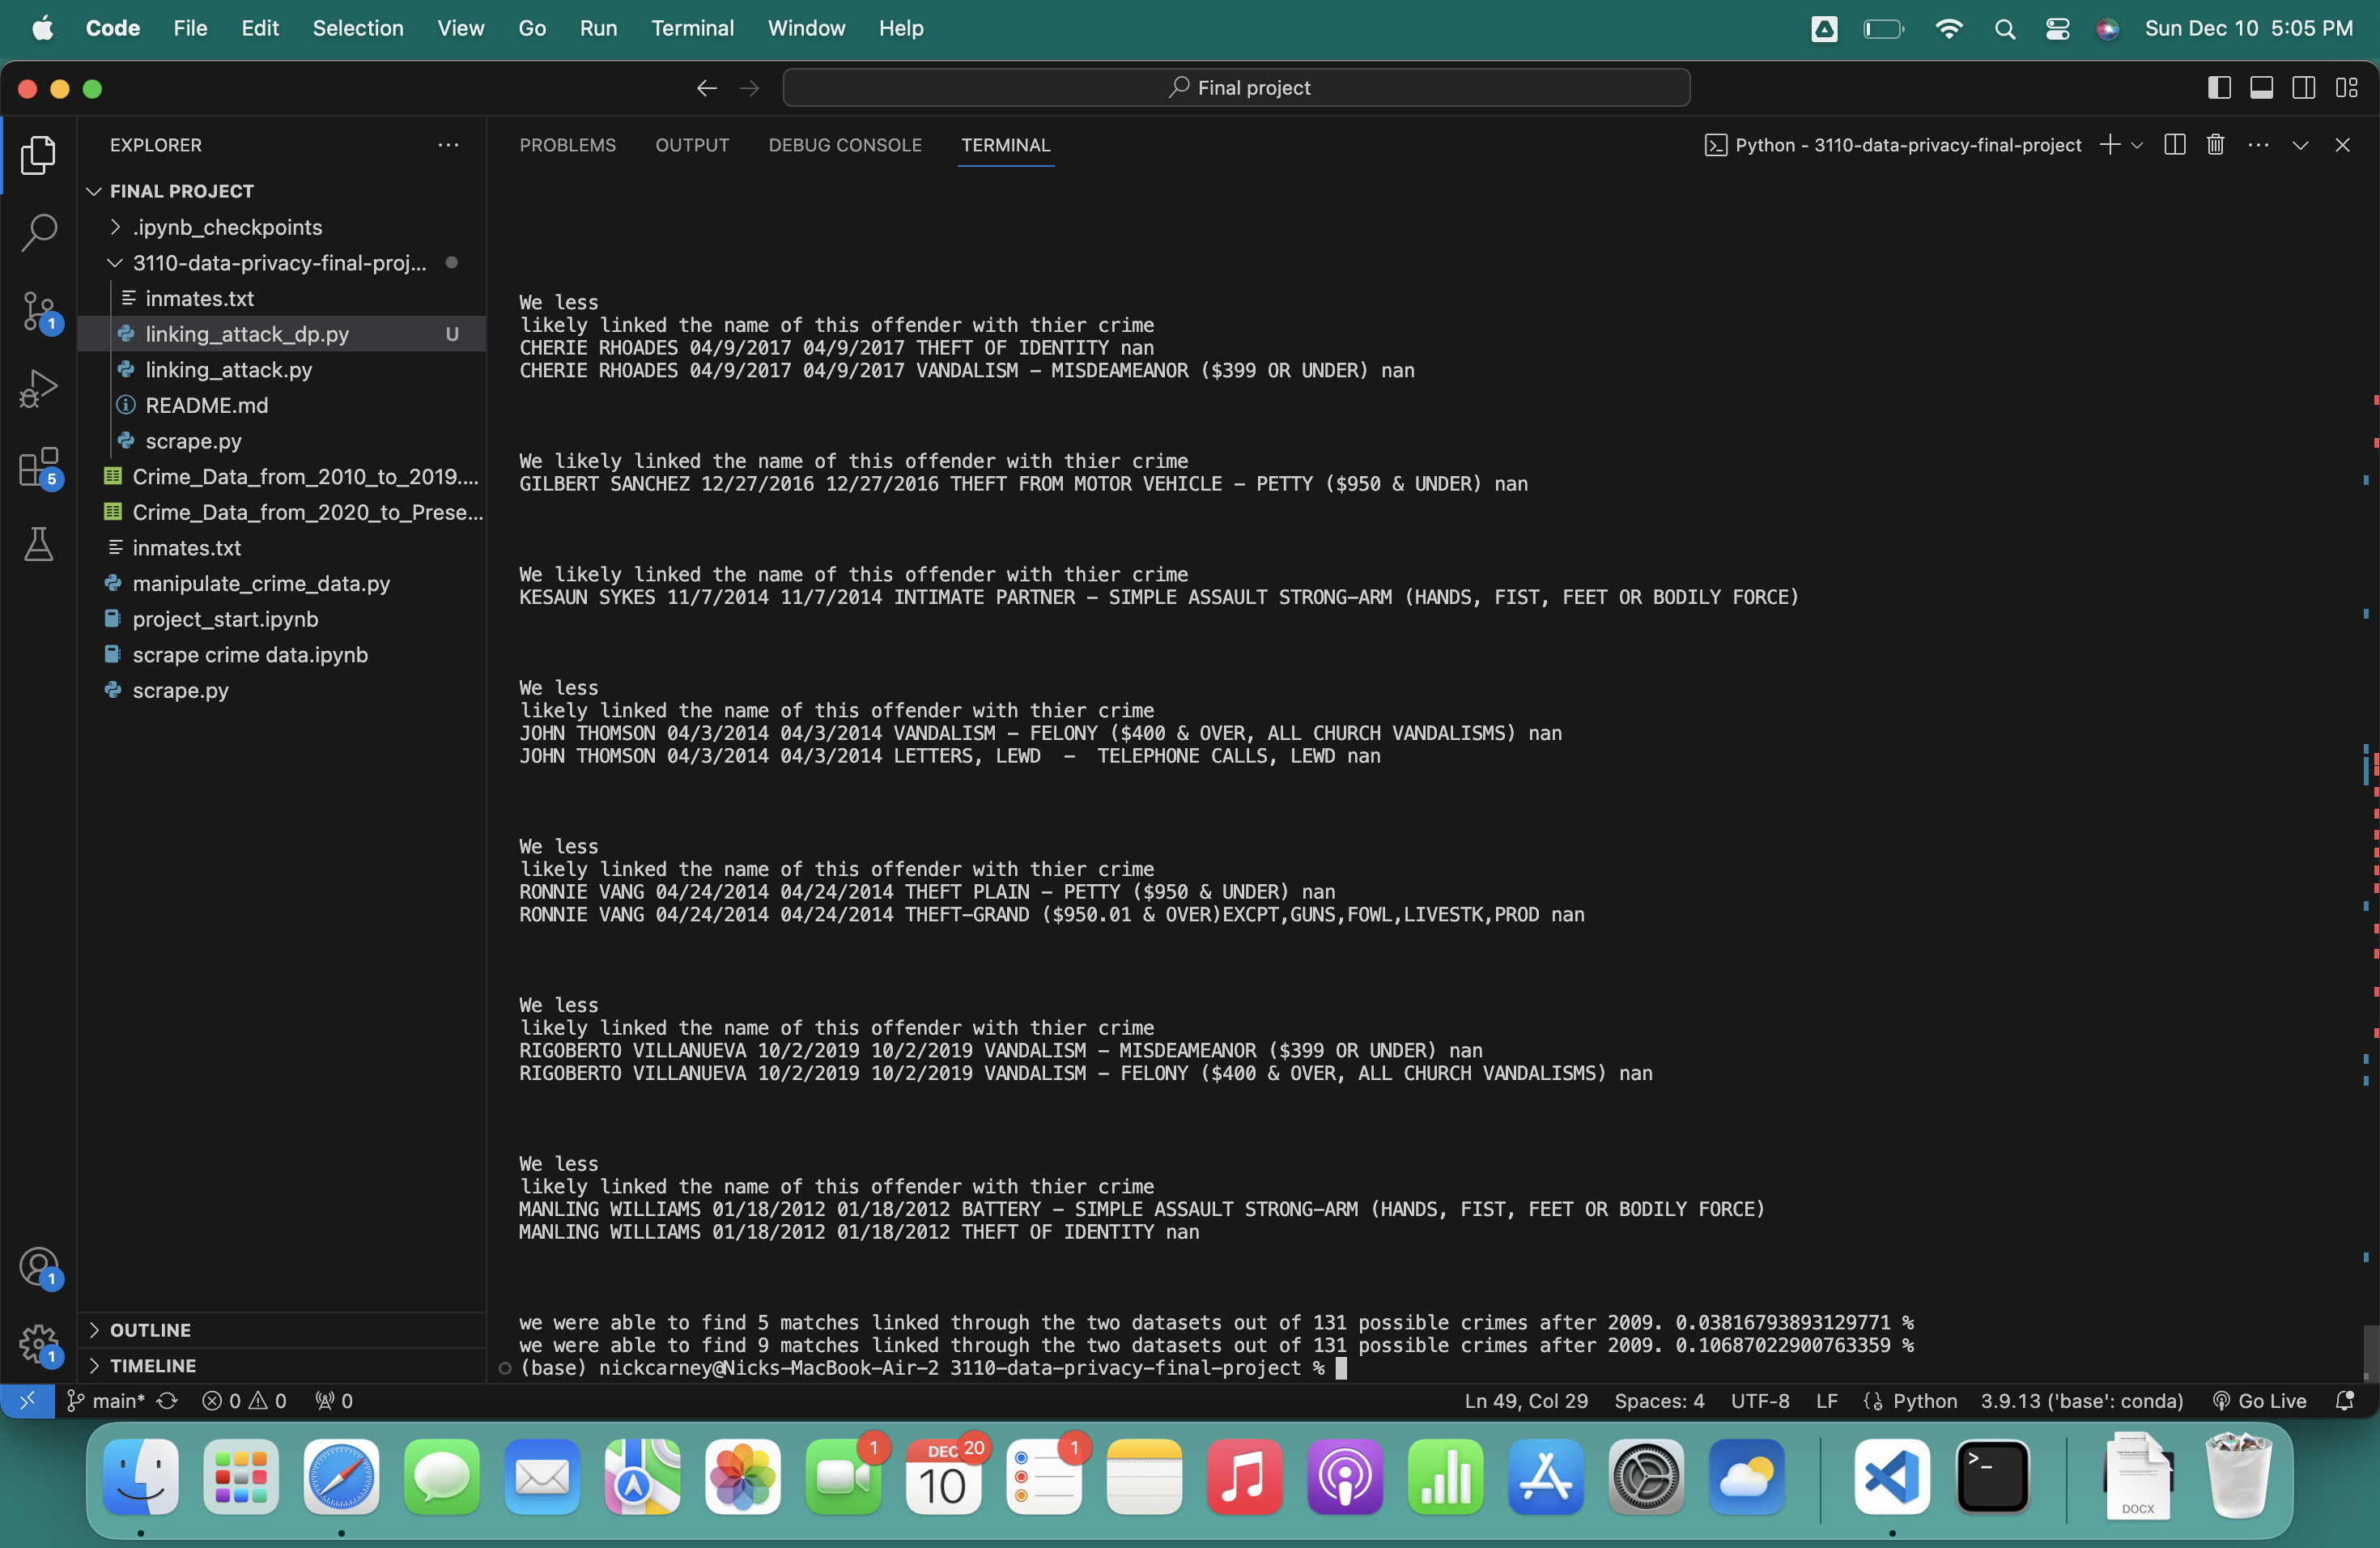 Code File Edit Selection View Go Run Terminal Window Help Sun Dec 10 5:05 PM
Final project
EXPLORER
FINAL PROJECT
.ipynb_checkpoints
3110-data-privacy-final-proj...
inmates.txt
linking_attack_dp.py U
linking_attack.py
README.md
scrape.py
Crime_Data_from_2010_to_2019....
Crime_Data_from_2020_to_Prese...
inmates.txt
manipulate_crime_data.py
project_start.ipynb
scrape crime data.ipynb
scrape.py
OUTLINE
TIMELINE
1
5
1
1
PROBLEMS OUTPUT DEBUG CONSOLE TERMINAL Python - 3110-data-privacy-final-project
We less
likely linked the name of this offender with thier crime
CHERIE RHOADES 04/9/2017 04/9/2017 THEFT OF IDENTITY nan
CHERIE RHOADES 04/9/2017 04/9/2017 VANDALISM - MISDEAMEANOR ($399 OR UNDER) nan
We likely linked the name of this offender with thier crime
GILBERT SANCHEZ 12/27/2016 12/27/2016 THEFT FROM MOTOR VEHICLE - PETTY ($950 & UNDER) nan
We likely linked the name of this offender with thier crime
KESAUN SYKES 11/7/2014 11/7/2014 INTIMATE PARTNER - SIMPLE ASSAULT STRONG-ARM (HANDS, FIST, FEET OR BODILY FORCE)
We less
likely linked the name of this offender with thier crime
JOHN THOMSON 04/3/2014 04/3/2014 VANDALISM - FELONY ($400 & OVER, ALL CHURCH VANDALISMS) nan
JOHN THOMSON 04/3/2014 04/3/2014 LETTERS, LEWD  -  TELEPHONE CALLS, LEWD nan
We less
likely linked the name of this offender with thier crime
RONNIE VANG 04/24/2014 04/24/2014 THEFT PLAIN - PETTY ($950 & UNDER) nan
RONNIE VANG 04/24/2014 04/24/2014 THEFT-GRAND ($950.01 & OVER)EXCPT,GUNS,FOWL,LIVESTK,PROD nan
We less
likely linked the name of this offender with thier crime
RIGOBERTO VILLANUEVA 10/2/2019 10/2/2019 VANDALISM - MISDEAMEANOR ($399 OR UNDER) nan
RIGOBERTO VILLANUEVA 10/2/2019 10/2/2019 VANDALISM - FELONY ($400 & OVER, ALL CHURCH VANDALISMS) nan
We less
likely linked the name of this offender with thier crime
MANLING WILLIAMS 01/18/2012 01/18/2012 BATTERY - SIMPLE ASSAULT STRONG-ARM (HANDS, FIST, FEET OR BODILY FORCE)
MANLING WILLIAMS 01/18/2012 01/18/2012 THEFT OF IDENTITY nan
we were able to find 5 matches linked through the two datasets out of 131 possible crimes after 2009. 0.03816793893129771 %
we were able to find 9 matches linked through the two datasets out of 131 possible crimes after 2009. 0.10687022900763359 %
(base) nickcarney@Nicks-MacBook-Air-2 3110-data-privacy-final-project %
main* 0 0 0 Ln 49, Col 29 Spaces: 4 UTF-8 LF Python 3.9.13 ('base': conda) Go Live
1 DEC 20 1
10
DOCX